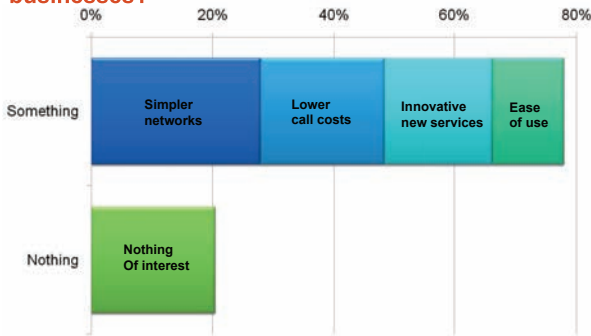 0% 20% 40% 60% 80%
Something
Simpler
networks
Lower
call costs
Innovative
new services
Ease
of use
Nothing
Nothing
Of interest